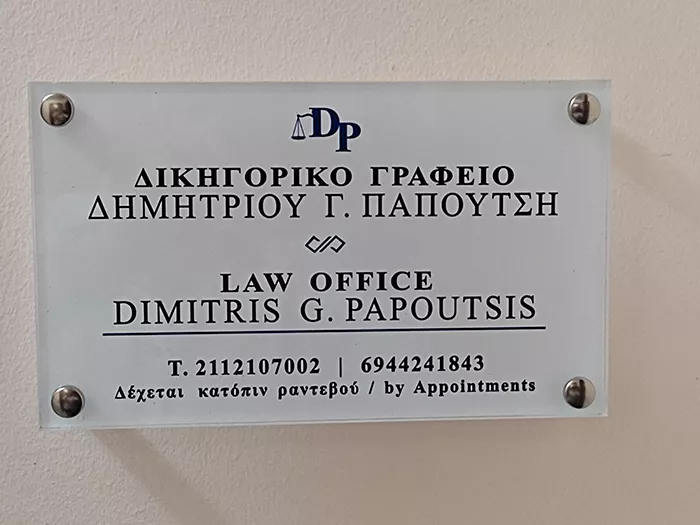 DP
ΔΙΚΗΓΟΡΙΚΟ ΓΡΑΦΕΙΟ
ΔΗΜΗΤΡΙΟΥ Γ. ΠΑΠΟΥΤΣΗ
LAW OFFICE
DIMITRIS G. PAPOUTSIS
T. 2112107002 | 6944241843
Δέχεται κατόπιν ραντεβού / by Appointments